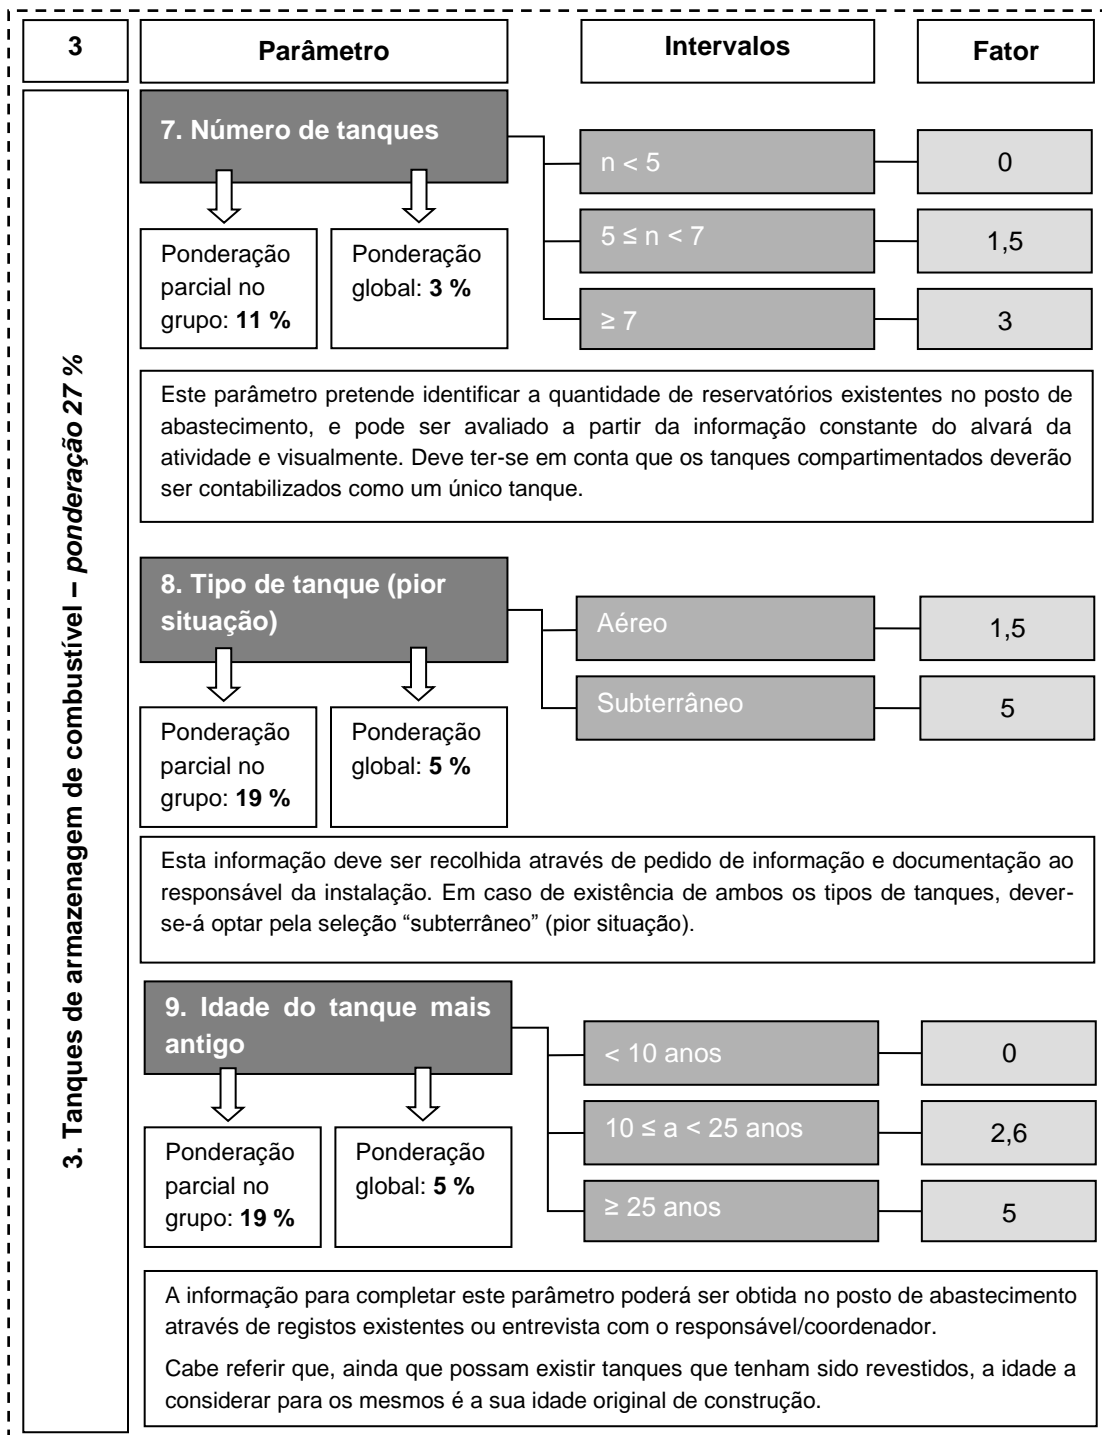 3
Parâmetro
Intervalos
Fator
3. Tanques de armazenagem de combustível – ponderação 27 %
7. Número de tanques
n < 5
0
5 ≤ n < 7
1,5
≥ 7
3
Ponderação
parcial no
grupo: 11 %
Ponderação
global: 3 %
Este parâmetro pretende identificar a quantidade de reservatórios existentes no posto de
abastecimento, e pode ser avaliado a partir da informação constante do alvará da
atividade e visualmente. Deve ter-se em conta que os tanques compartimentados deverão
ser contabilizados como um único tanque.
8. Tipo de tanque (pior
situação)
Aéreo
1,5
Subterrâneo
5
Ponderação
parcial no
grupo: 19 %
Ponderação
global: 5 %
Esta informação deve ser recolhida através de pedido de informação e documentação ao
responsável da instalação. Em caso de existência de ambos os tipos de tanques, dever-
se-á optar pela seleção “subterrâneo” (pior situação).
9. Idade do tanque mais
antigo
< 10 anos
0
10 ≤ a < 25 anos
2,6
≥ 25 anos
5
Ponderação
parcial no
grupo: 19 %
Ponderação
global: 5 %
A informação para completar este parâmetro poderá ser obtida no posto de abastecimento
através de registos existentes ou entrevista com o responsável/coordenador.
Cabe referir que, ainda que possam existir tanques que tenham sido revestidos, a idade a
considerar para os mesmos é a sua idade original de construção.